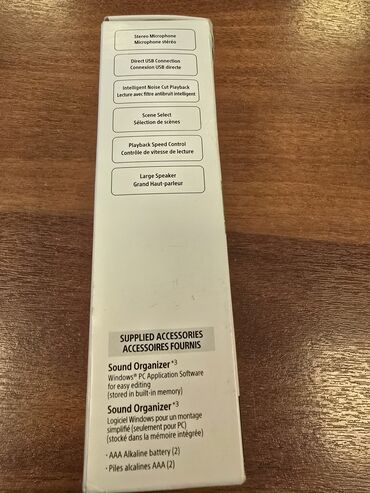 Stereo Microphone
Microphone stéréo
Direct USB Connection
Connexion USB directe
Intelligent Noise Cut Playback
Lecture avec filtre antibruit intelligent
Scene Select
Sélection de scènes
Playback Speed Control
Contrôle de vitesse de lecture
Large Speaker
Grand Haut-parleur
SUPPLIED ACCESSORIES
ACCESSOIRES FOURNIS
Sound Organizer*3
Windows® PC Application Software
for easy editing
(stored in built-in memory)
Sound Organizer*3
Logiciel Windows pour un montage
simplifié (seulement pour PC)
(stocké dans la mémoire intégrée)
· AAA Alkaline battery (2)
· Piles alcalines AAA (2)